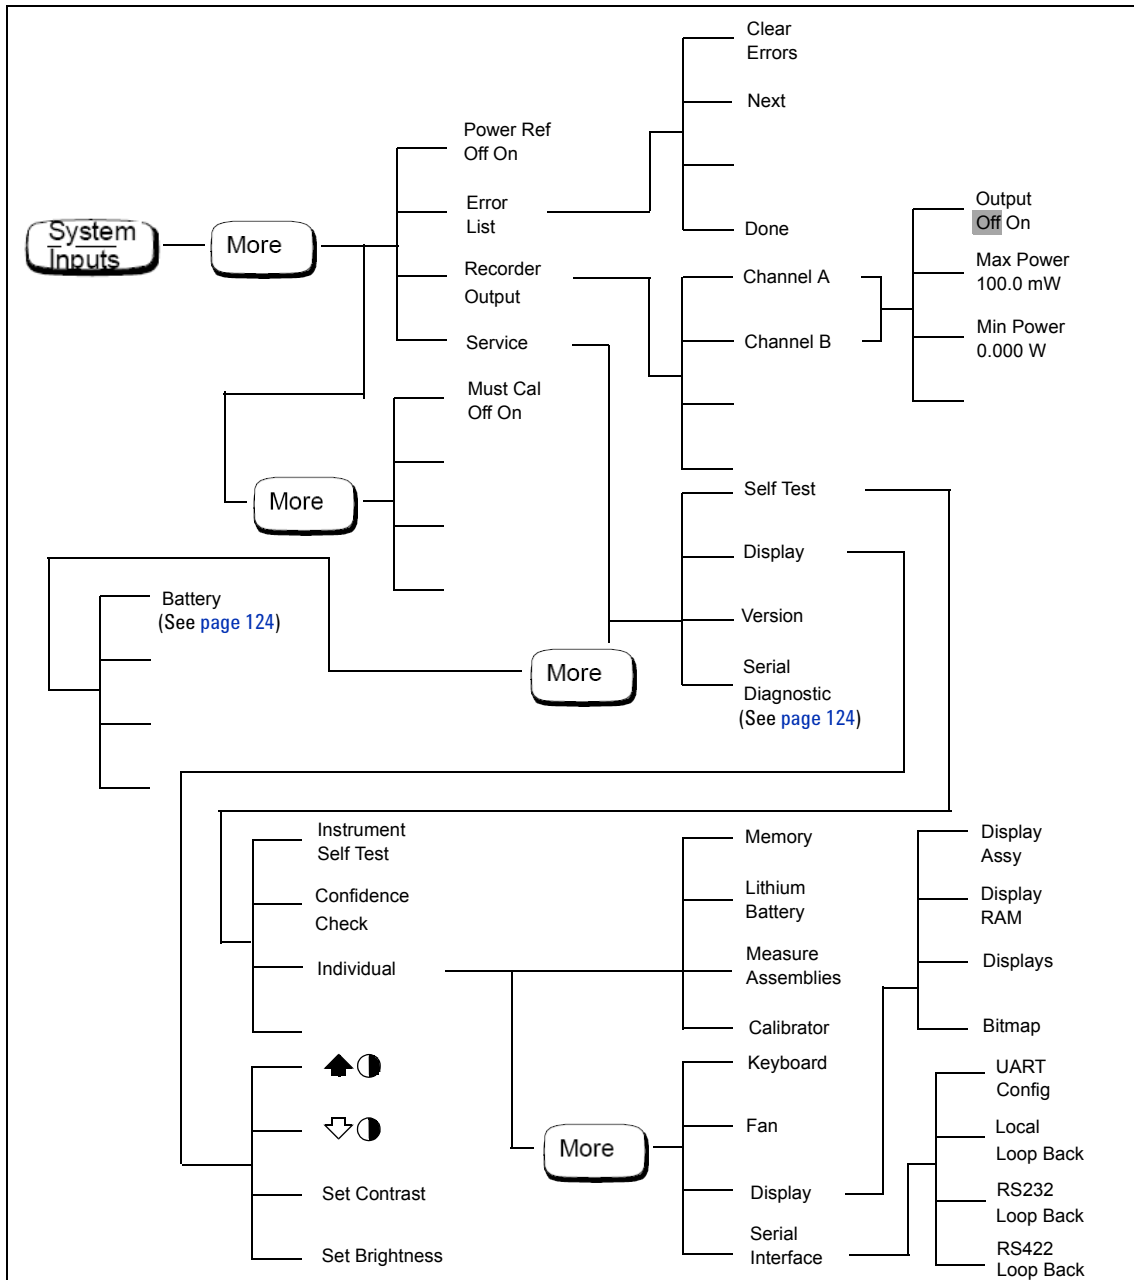 Clear
Errors
Next
Done
Power Ref
Off On
Error
List
Recorder
Output
Service
System
Inputs
More
Channel A
Channel B
Output
Off On
Max Power
100.0 mW
Min Power
0.000 W
Must Cal
Off On
More
Self Test
Display
Version
Serial
Diagnostic
(See page 124)
More
Battery
(See page 124)
Instrument
Self Test
Confidence
Check
Individual
Memory
Lithium
Battery
Measure
Assemblies
Calibrator
Display
Assy
Display
RAM
Displays
Bitmap
Set Contrast
Set Brightness
More
Keyboard
Fan
Display
Serial
Interface
UART
Config
Local
Loop Back
RS232
Loop Back
RS422
Loop Back